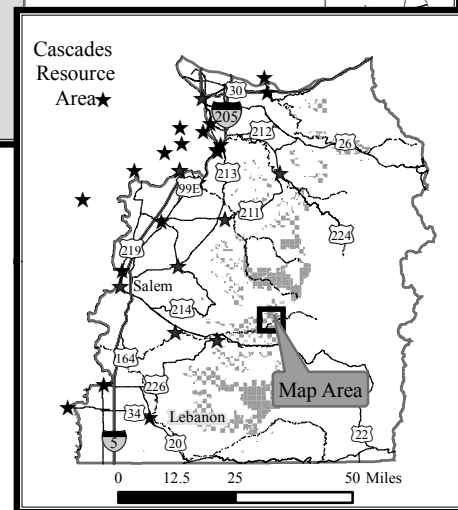 Cascades
Resource
Area
30
205
212
26
213
99E
211
224
219
Salem
214
164
Map Area
226
34
Lebanon
5
20
22
0 12.5 25 50 Miles